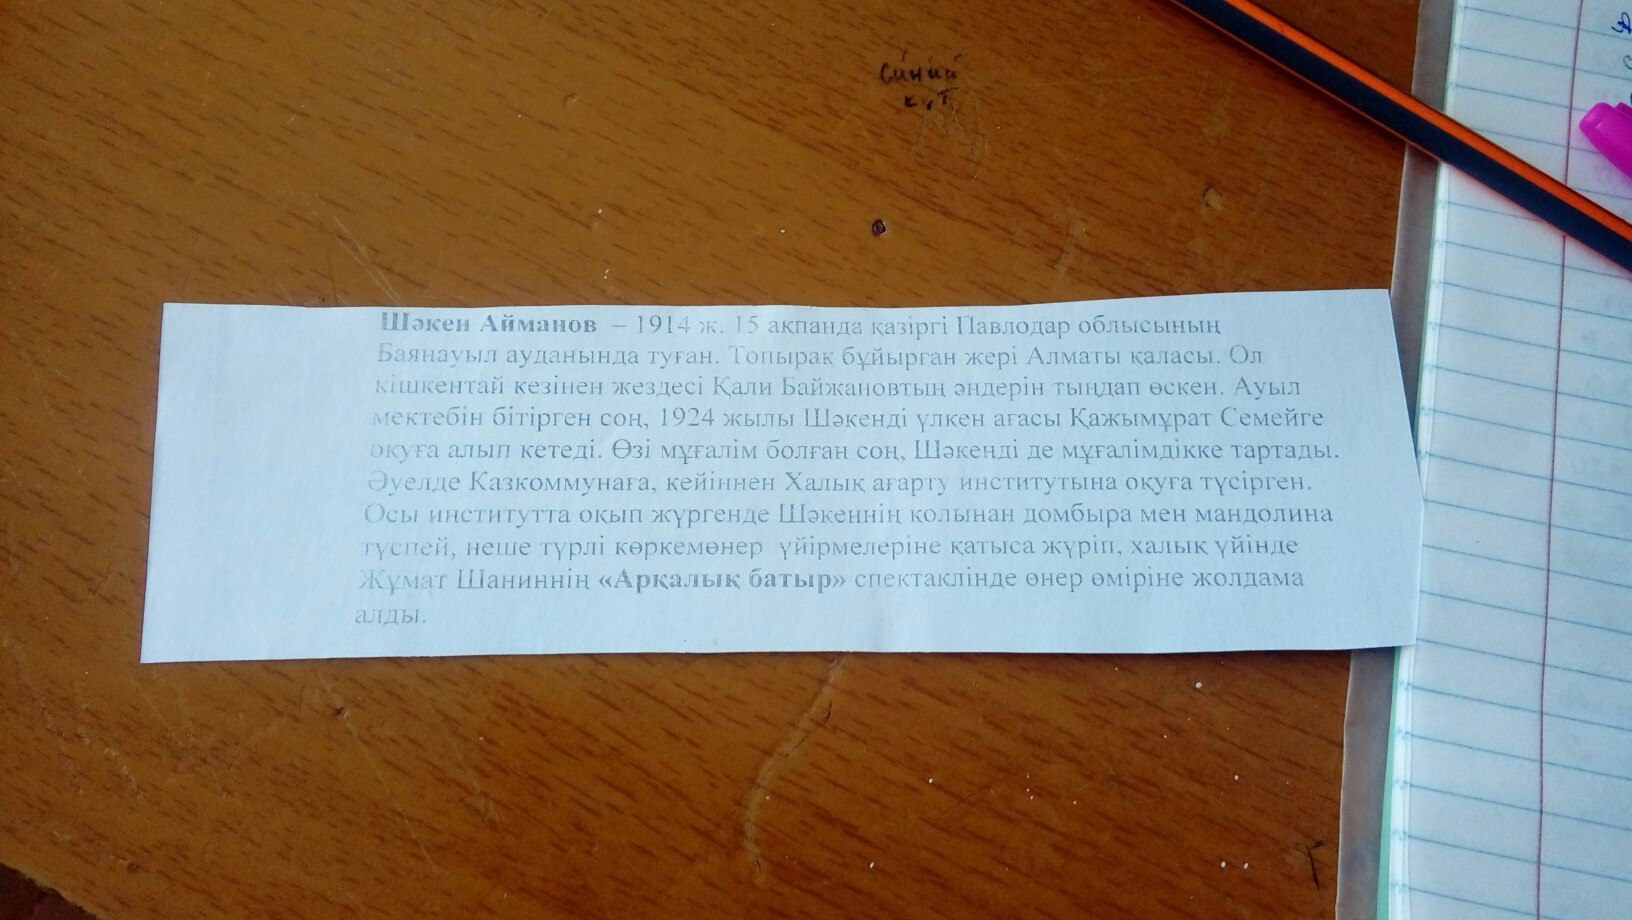 синий
кит
Шәкен Айманов – 1914 ж. 15 ақпанда қазіргі Павлодар облысының
Баянауыл ауданында туған. Топырақ бұйырған жері Алматы қаласы. Ол
кішкентай кезінен жездесі Қали Байжановтың әндерін тыңдап өскен. Ауыл
мектебін бітірген соң, 1924 жылы Шәкенді үлкен ағасы Қажымұрат Семейге
оқуға алып кетеді. Өзі мұғалім болған соң, Шәкенді де мұғалімдікке тартады.
Әуелде Казкоммунаға, кейіннен Халық ағарту институтына оқуға түсірген.
Осы институтта оқып жүргенде Шәкеннің қолынан домбыра мен мандолина
түспей, неше түрлі көркемөнер үйірмелеріне қатыса жүріп, халық үйінде
Жұмат Шаниннің «Арқалық батыр» спектаклінде өнер өміріне жолдама
алды.